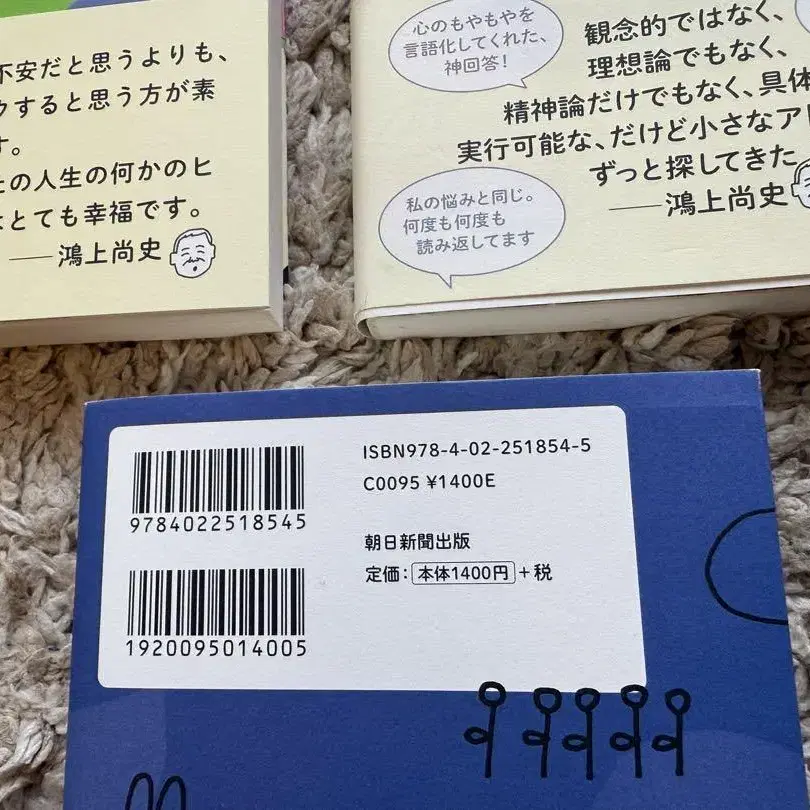 不安だと思うよりも、
クすると思う方が素
す。
の人生の何かのヒ
とても幸福です。
——鴻上尚史
心のもやもやを
言語化してくれた、
神回答!
観念的ではなく、
理想論でもなく、
精神論だけでもなく、具体
実行可能な、だけど小さなア
ずっと探してきた
——鴻上尚史
私の悩みと同じ。
何度も何度も
読み返してます
9784022518545
1920095014005
ISBN978-4-02-251854-5
C0095 ¥1400E
朝日新聞出版
定価:本体1400円+税